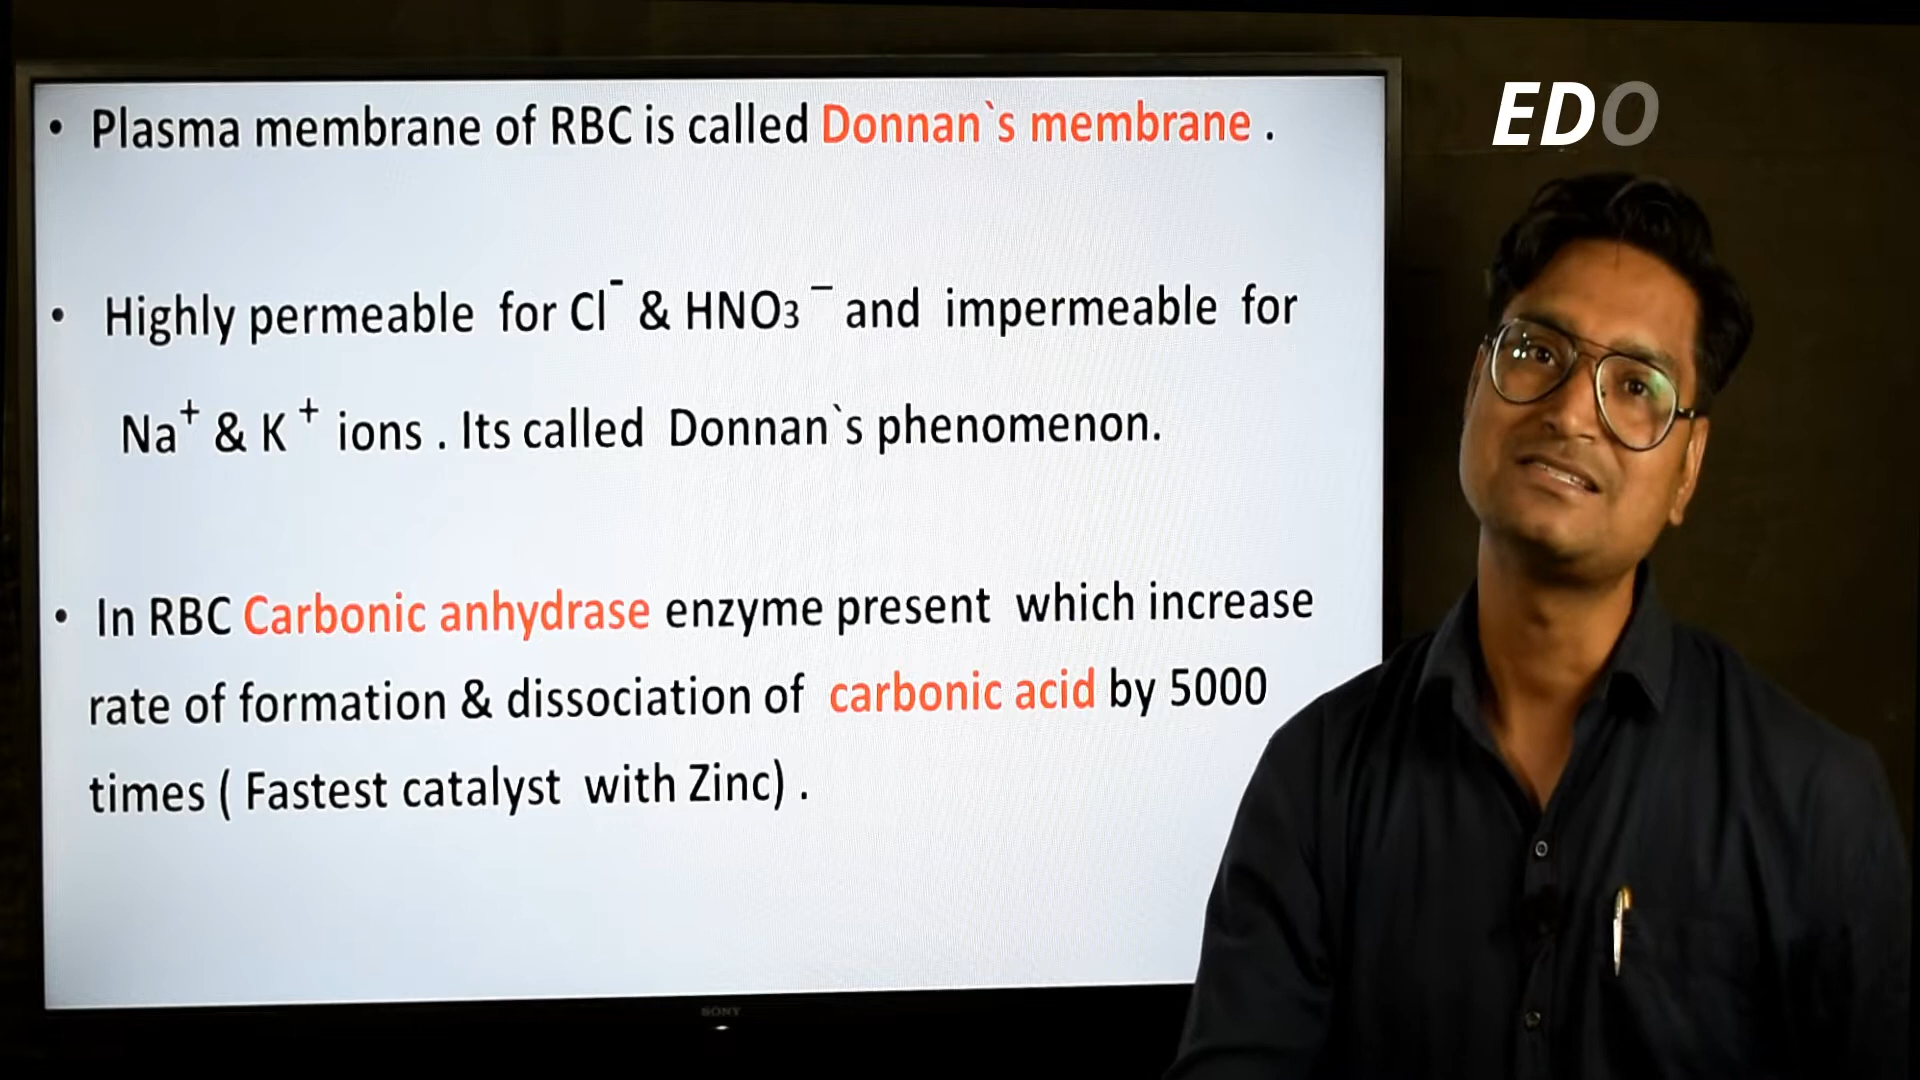 • Plasma membrane of RBC is called Donnan`s membrane .
EDO
• Highly permeable for Cl⁻ & HNO₃⁻ and impermeable for
Na⁺ & K⁺ ions . Its called Donnan`s phenomenon.
• In RBC Carbonic anhydrase enzyme present which increase
rate of formation & dissociation of carbonic acid by 5000
times ( Fastest catalyst with Zinc) .
SONY